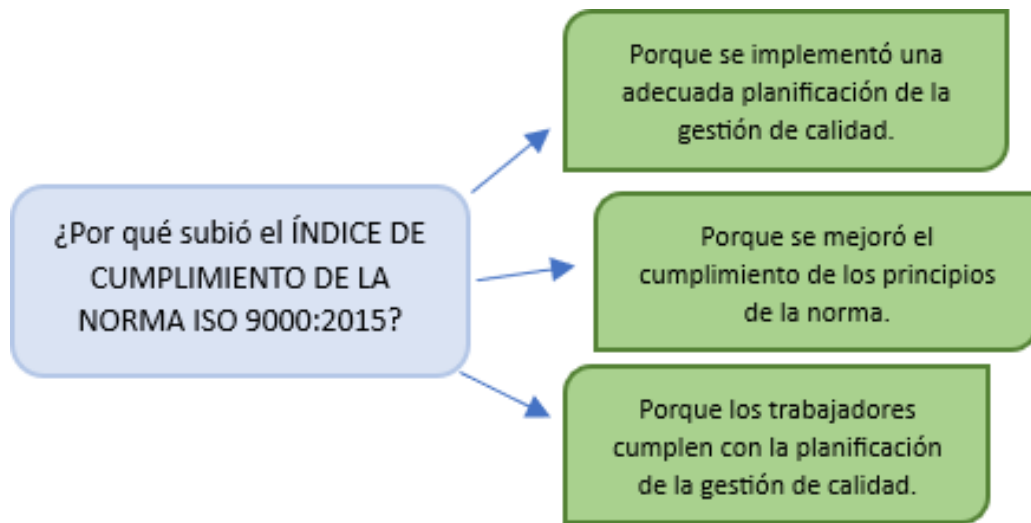 ¿Por qué subió el ÍNDICE DE
CUMPLIMIENTO DE LA
NORMA ISO 9000:2015?
Porque se implementó una
adecuada planificación de la
gestión de calidad.
Porque se mejoró el
cumplimiento de los principios
de la norma.
Porque los trabajadores
cumplen con la planificación
de la gestión de calidad.